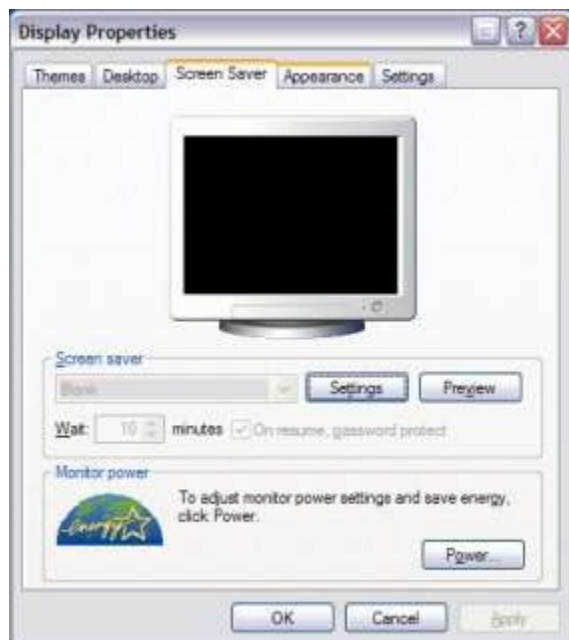 Display Properties
Themes Desktop Screen Saver Appearance Settings
Screen saver
Blank Settings Preview
Wait: 10 minutes On resume, password protect
Monitor power
To adjust monitor power settings and save energy,
click Power.
energy
Power...
OK Cancel Apply